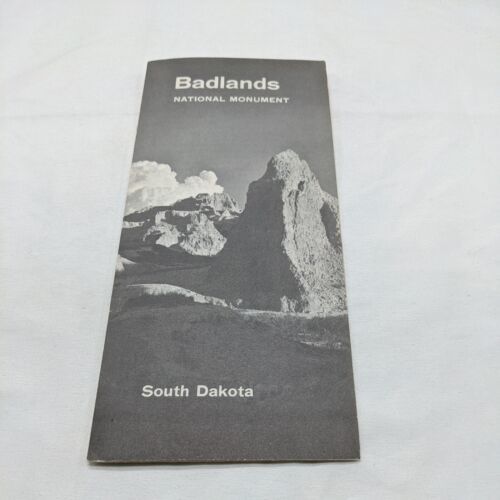 Badlands
NATIONAL MONUMENT
South Dakota